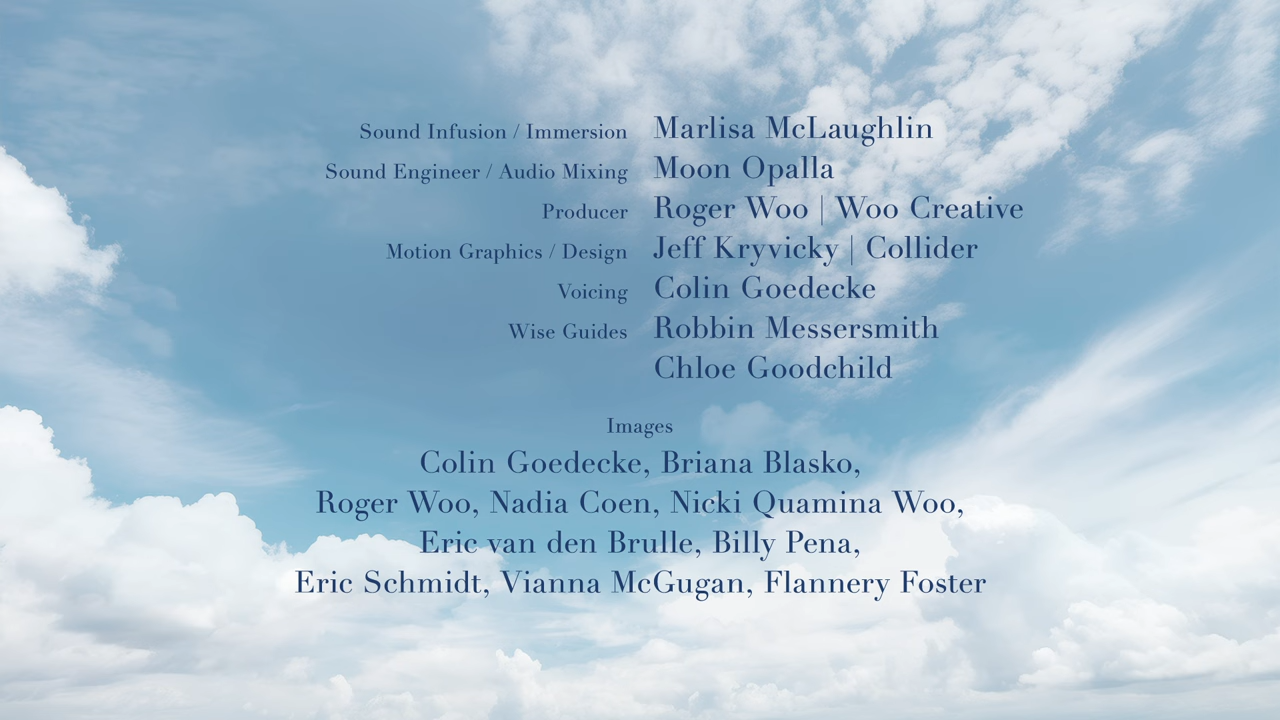 Sound Infusion / Immersion Marlisa McLaughlin
Sound Engineer / Audio Mixing Moon Opalla
Producer Roger Woo | Woo Creative
Motion Graphics / Design Jeff Kryvicky | Collider
Voicing Colin Goedecke
Wise Guides Robbin Messersmith
Chloe Goodchild
Images
Colin Goedecke, Briana Blasko,
Roger Woo, Nadia Coen, Nicki Quamina Woo,
Eric van den Brulle, Billy Pena,
Eric Schmidt, Vianna McGugan, Flannery Foster